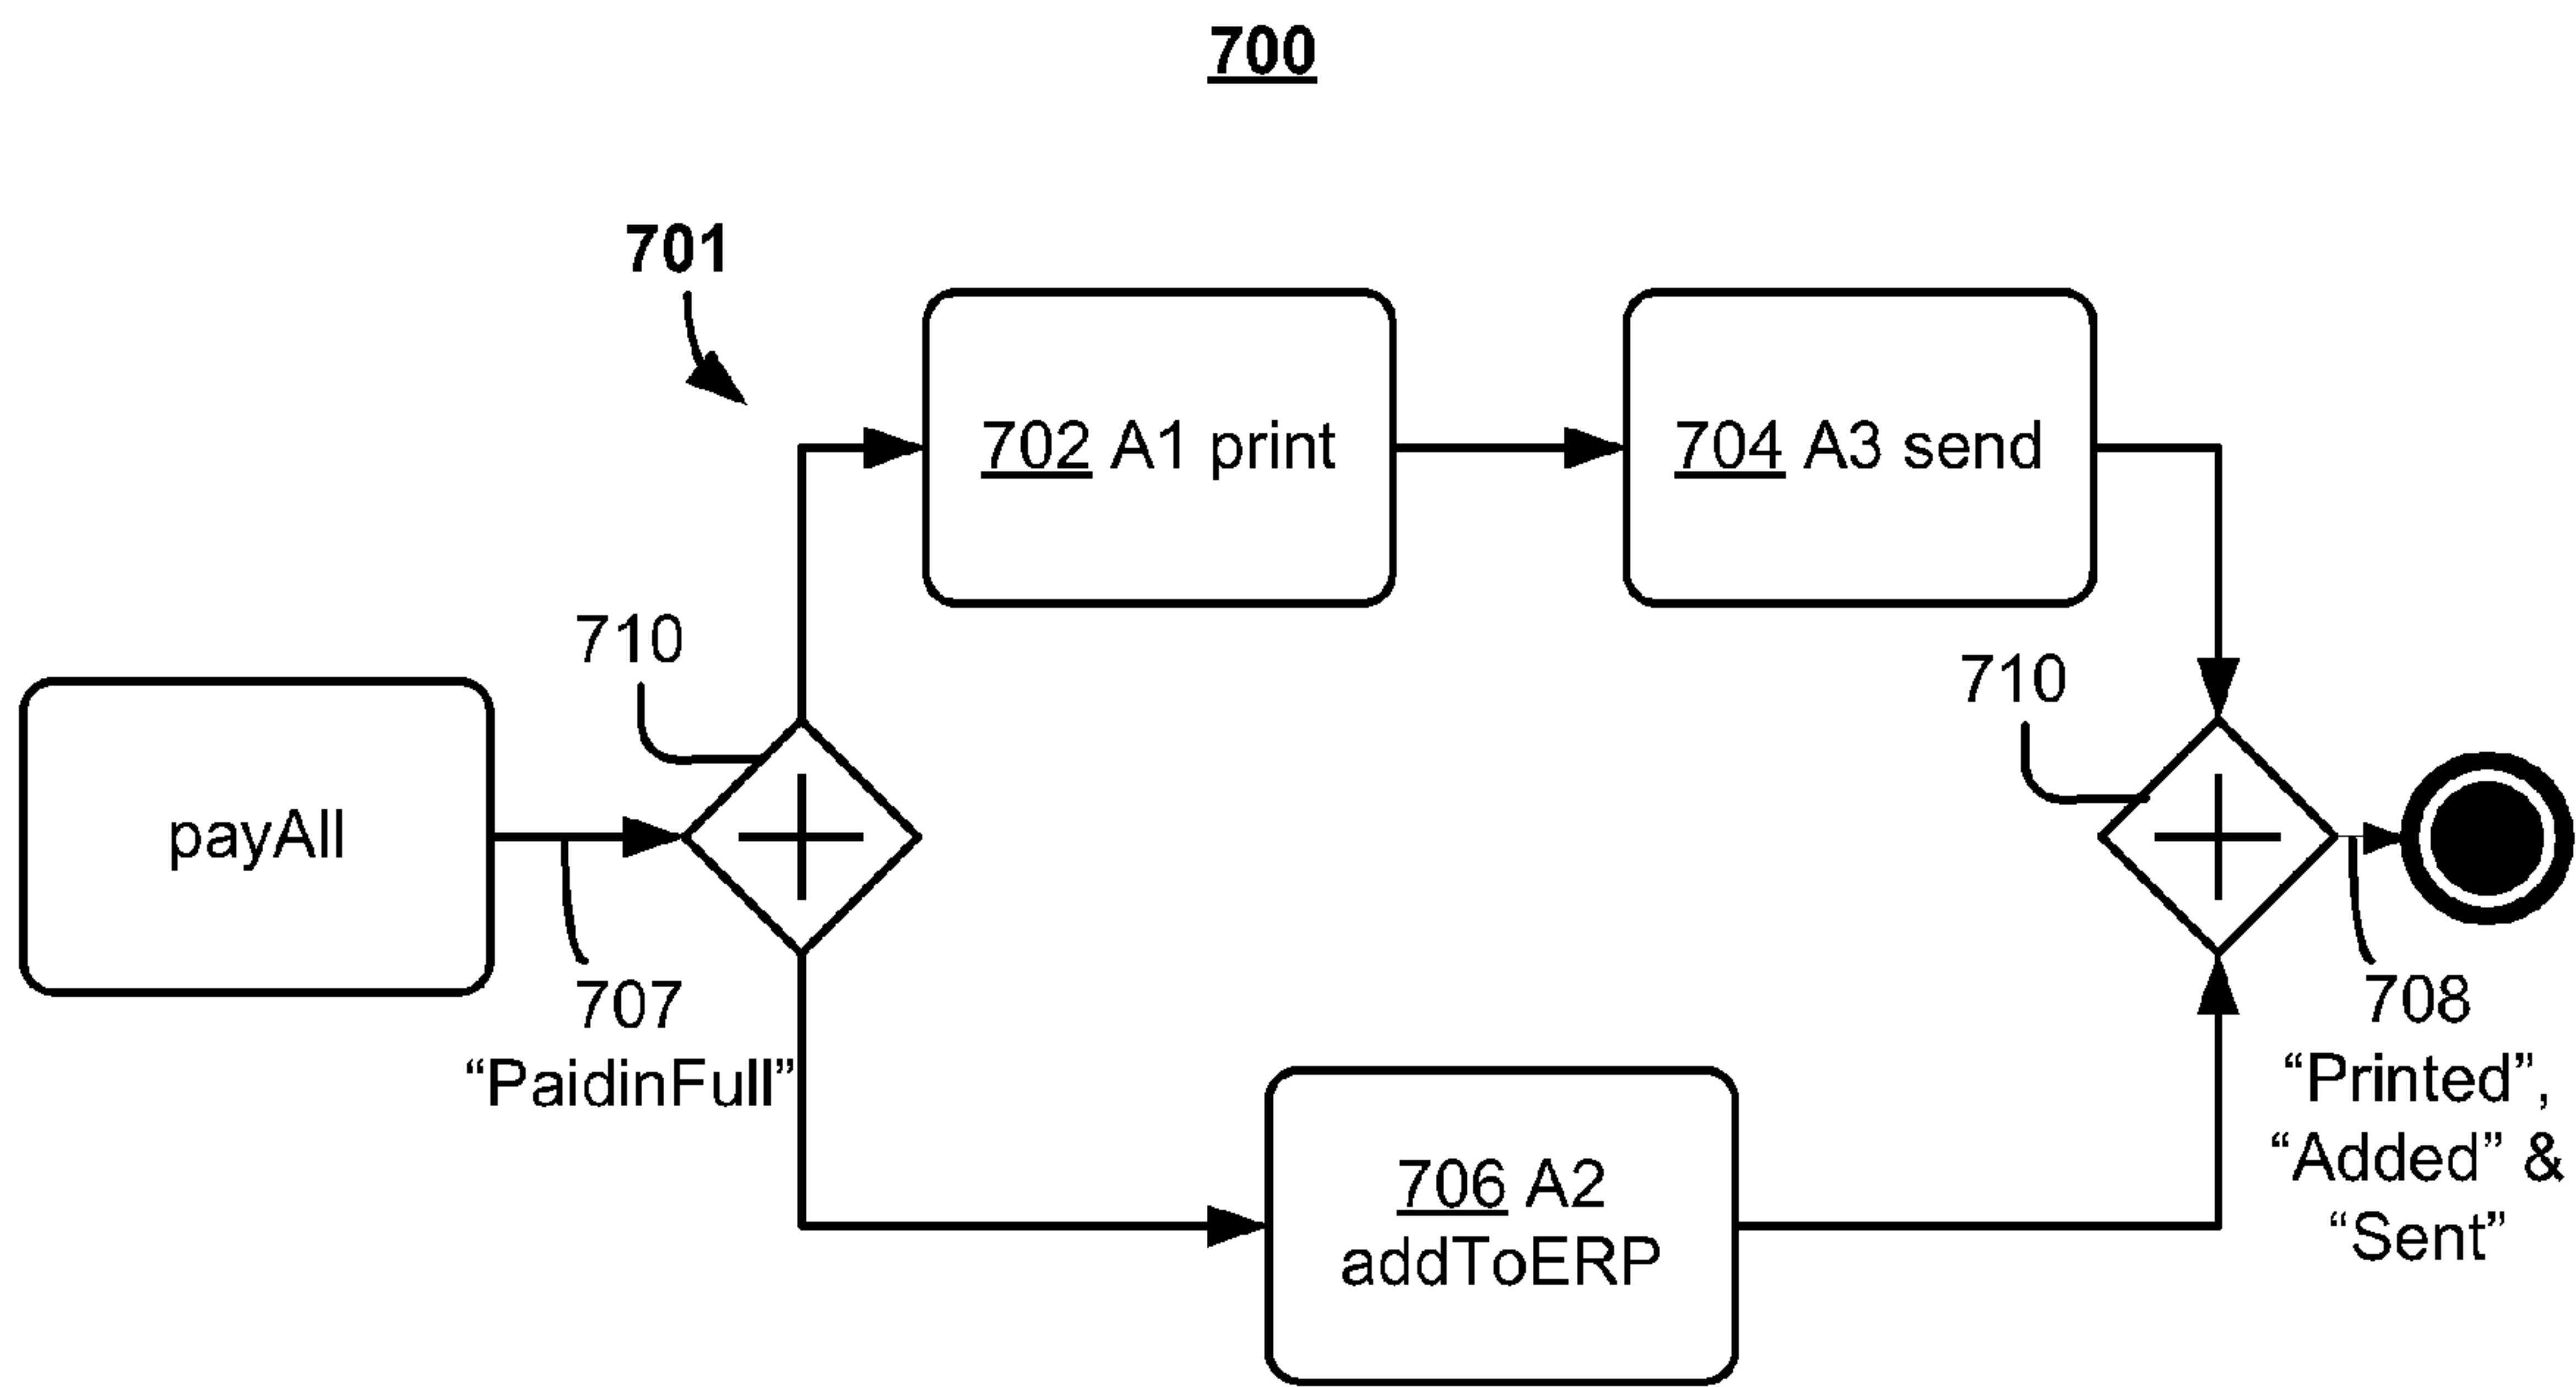 700
701
702 A1 print
704 A3 send
710
710
payAll
707
“PaidinFull”
708
“Printed”,
“Added” &
“Sent”
706 A2
addToERP